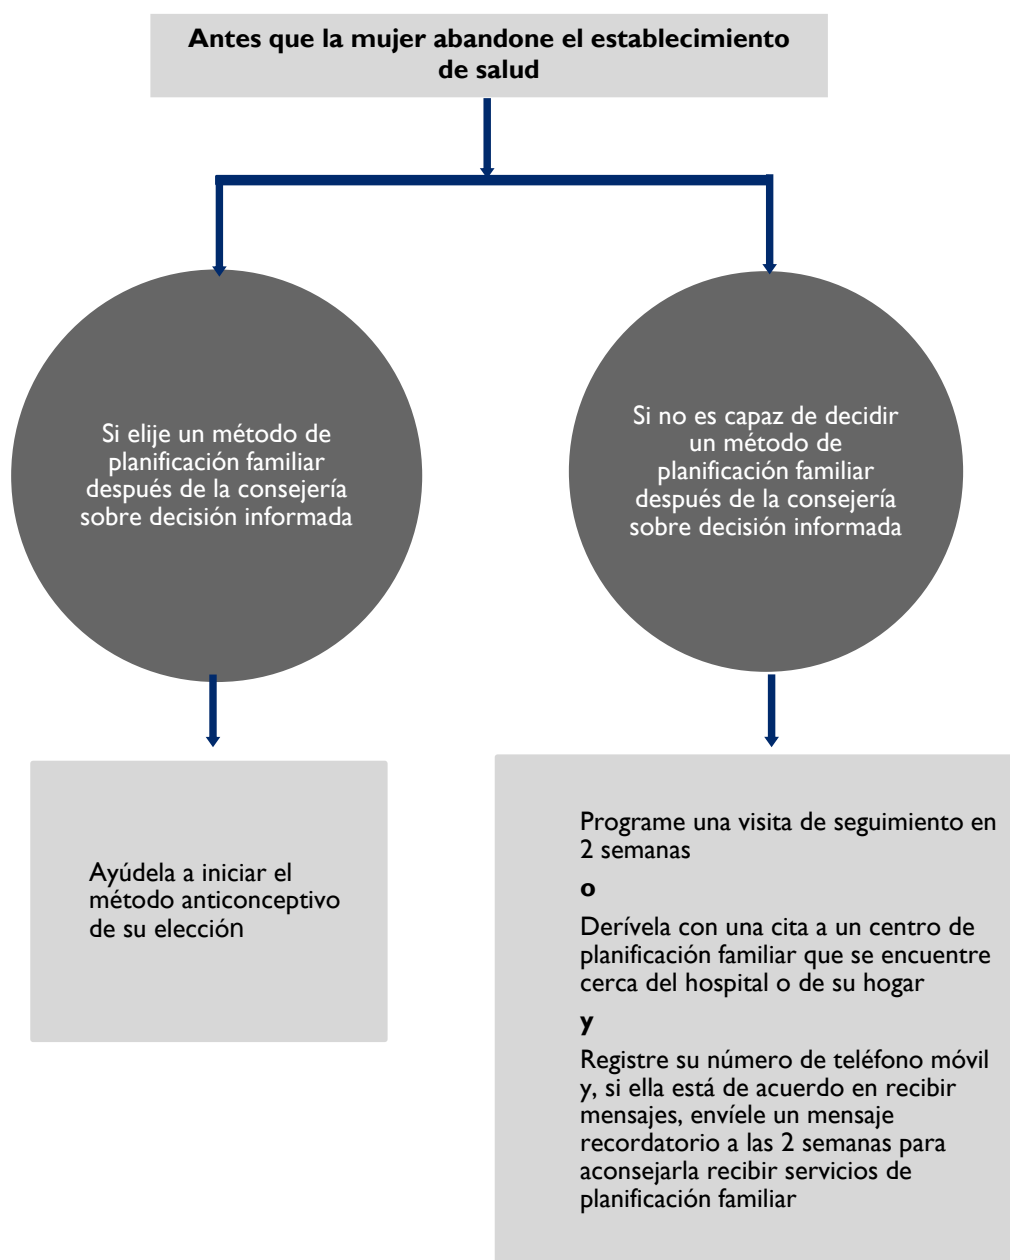 Antes que la mujer abandone el establecimiento
de salud
Si elije un método de
planificación familiar
después de la consejería
sobre decisión informada
Si no es capaz de decidir
un método de
planificación familiar
después de la consejería
sobre decisión informada
Ayúdela a iniciar el
método anticonceptivo
de su elección
Programe una visita de seguimiento en
2 semanas
o
Derívela con una cita a un centro de
planificación familiar que se encuentre
cerca del hospital o de su hogar
y
Registre su número de teléfono móvil
y, si ella está de acuerdo en recibir
mensajes, envíele un mensaje
recordatorio a las 2 semanas para
aconsejarla recibir servicios de
planificación familiar